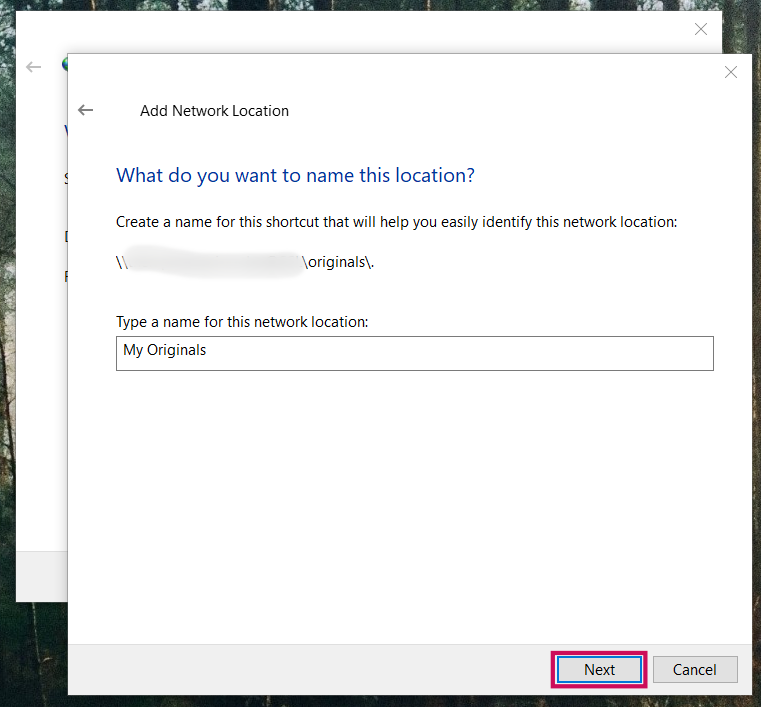 Add Network Location
What do you want to name this location?
Create a name for this shortcut that will help you easily identify this network location:
\\ \originals\.
Type a name for this network location:
My Originals
Next
Cancel